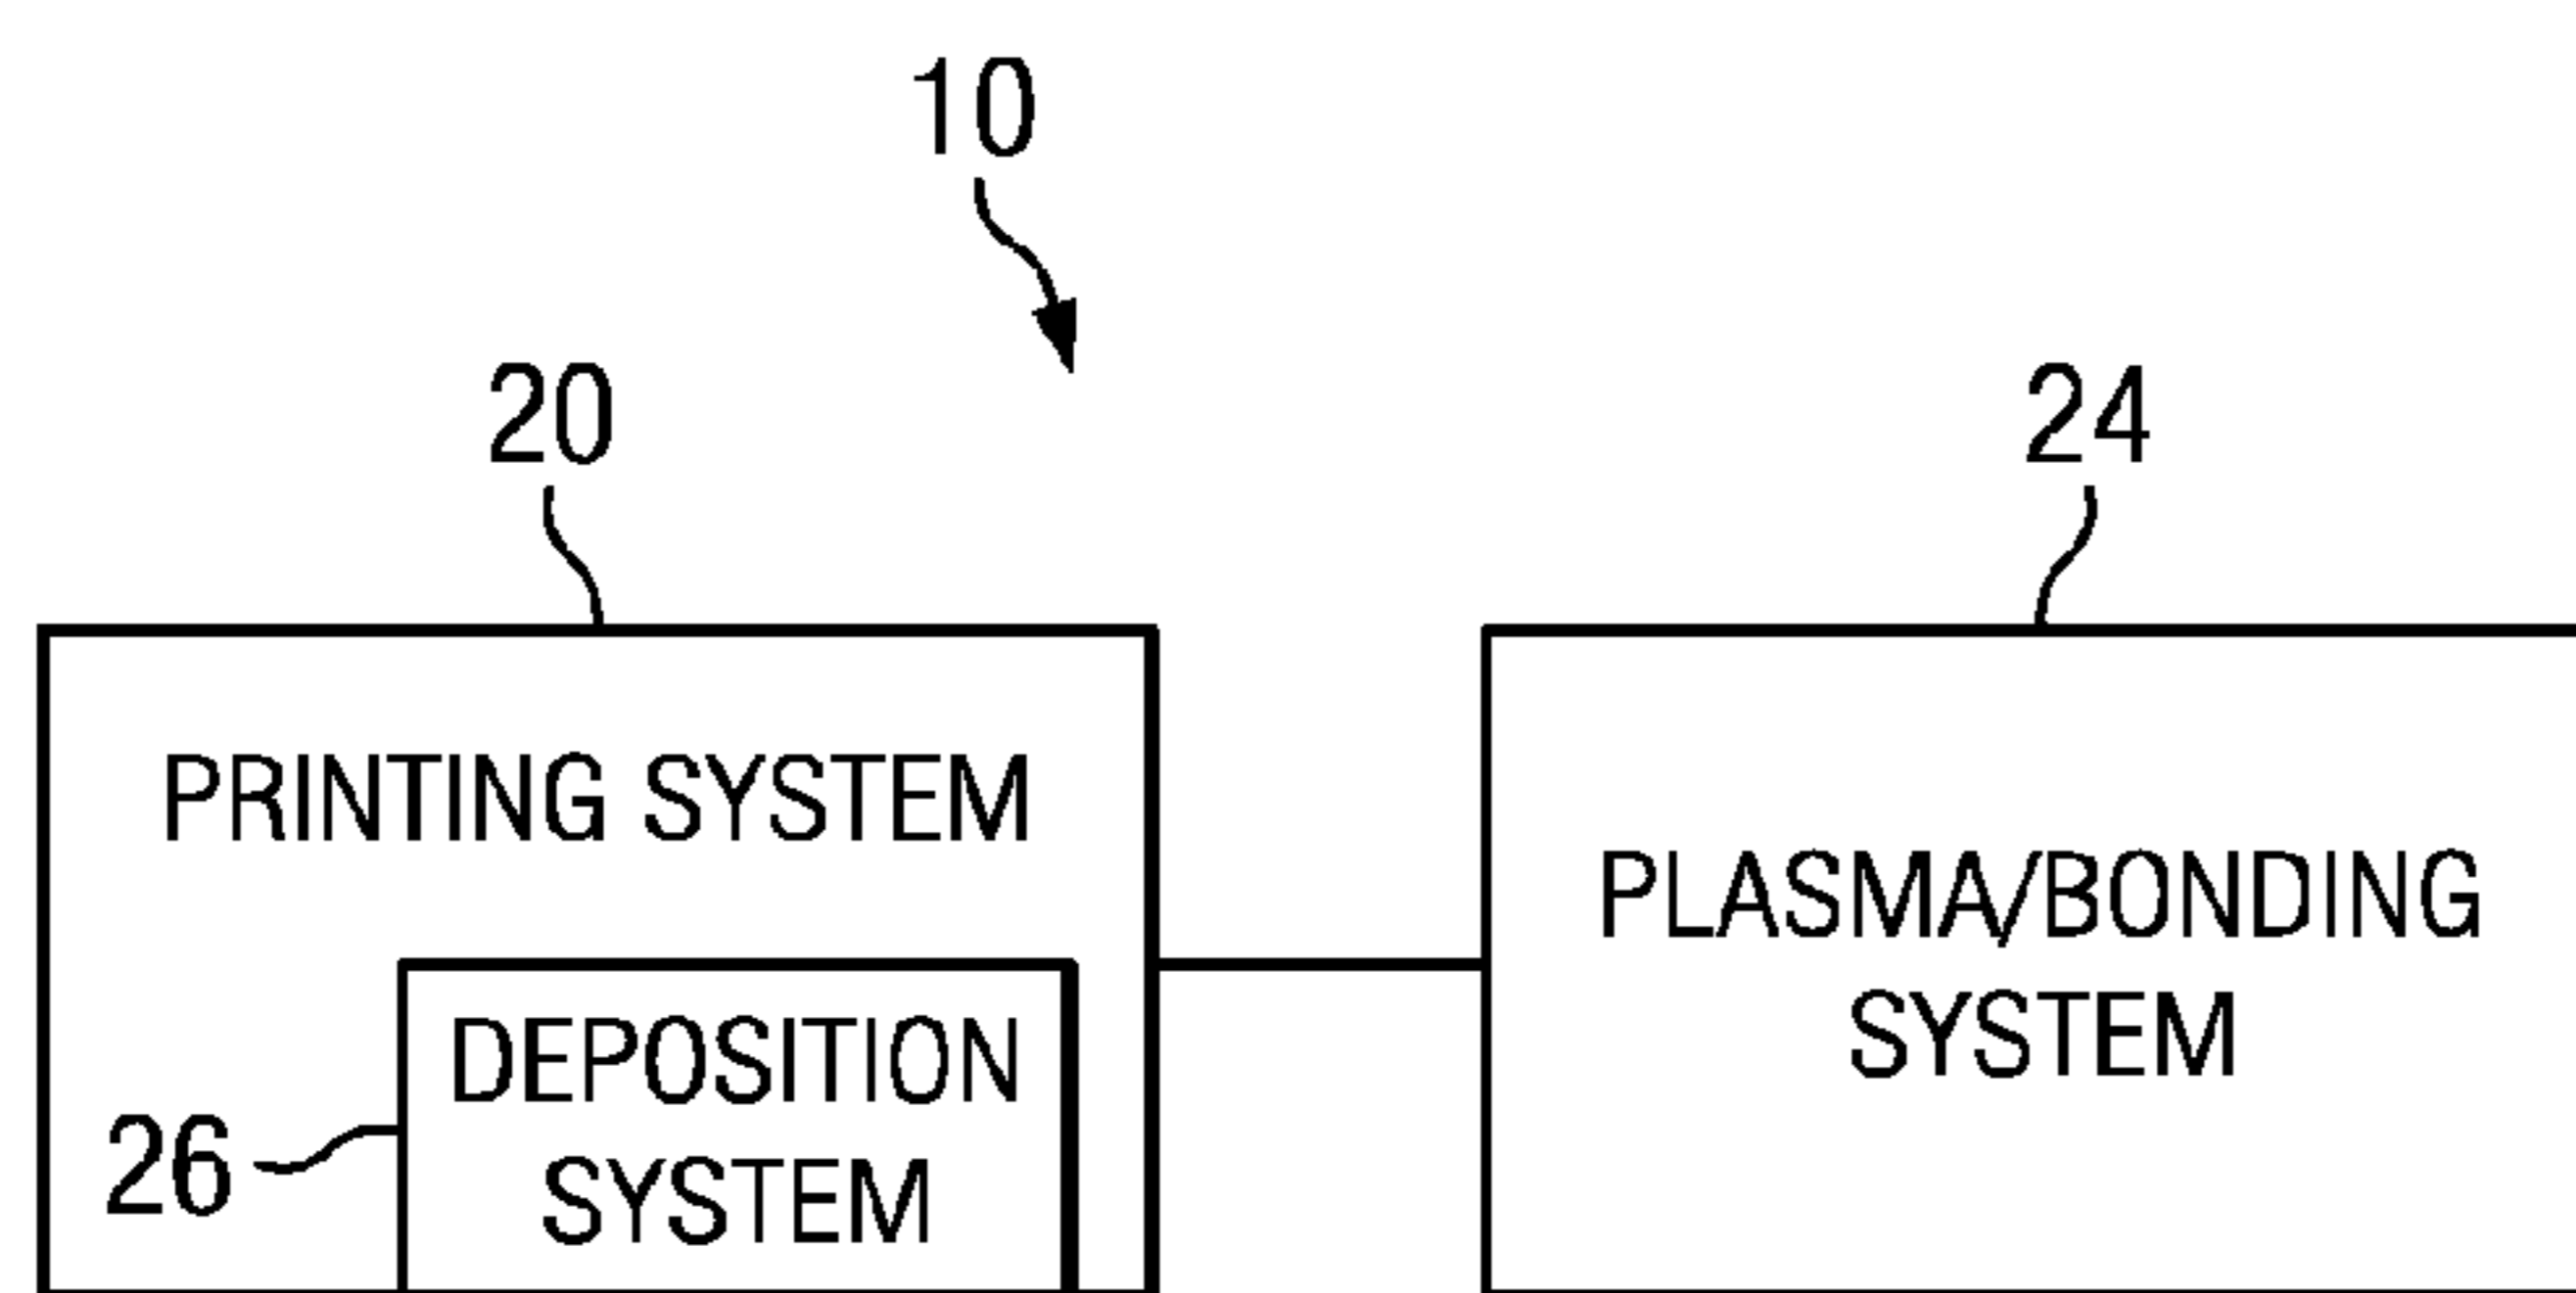 10
20
24
PRINTING SYSTEM
PLASMA/BONDING
SYSTEM
DEPOSITION
SYSTEM
26